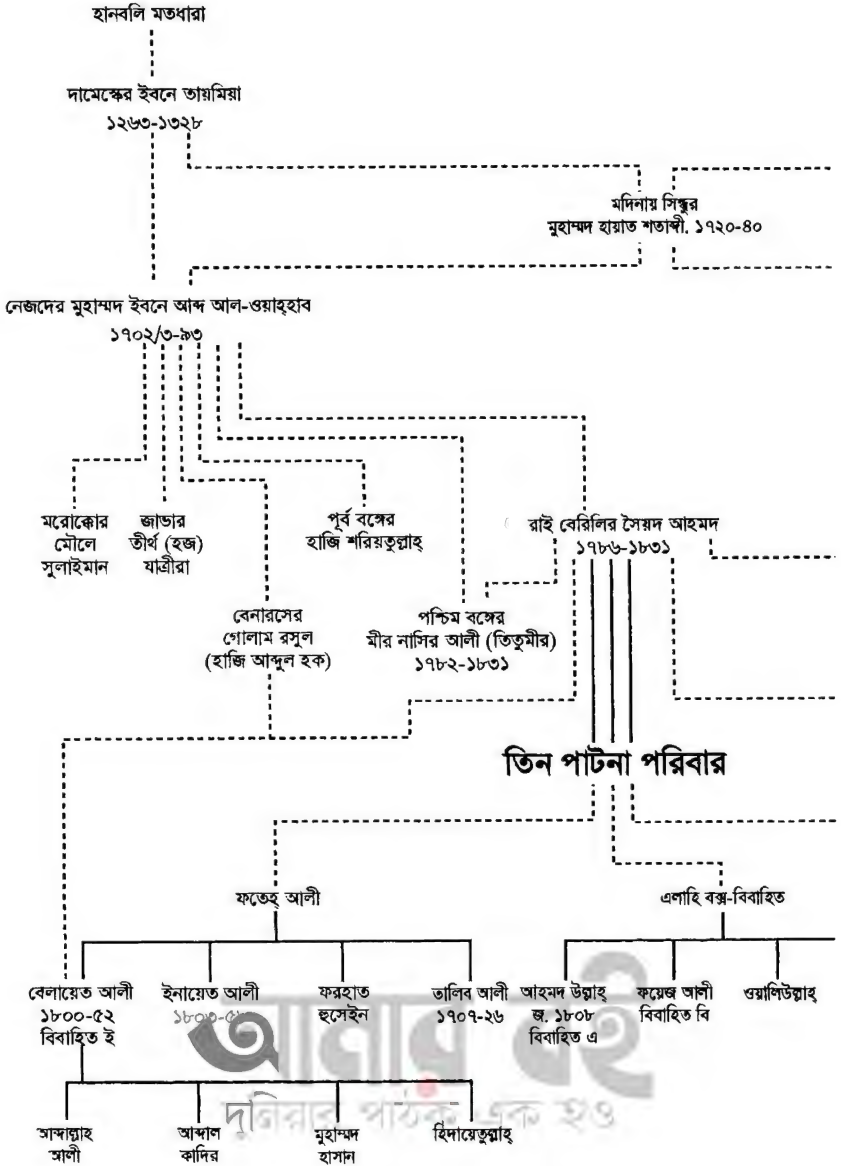 হানবলি মতধারা
দামেস্কের ইবনে তায়মিয়া
১২৬৩-১৩২৮
মদিনায় সিন্ধুর
মুহাম্মদ হায়াত শতাব্দী. ১৭২০-৪০
নেজদের মুহাম্মদ ইবনে আব্দ আল-ওয়াহ্হাব
১৭০২/৩-৯৩
মরোক্কোর
মৌলে
সুলাইমান
জাভার
তীর্থ (হজ)
যাত্রীরা
পূর্ব বঙ্গের
হাজি শরিয়তুল্লাহ্
রাই বেরিলির সৈয়দ আহমদ
১৭৮৬-১৮৩১
বেনারসের
গোলাম রসুল
(হাজি আব্দুল হক)
পশ্চিম বঙ্গের
মীর নাসির আলী (তিতুমীর)
১৭৮২-১৮৩১
তিন পাটনা পরিবার
ফতেহ্ আলী
এলাহি বক্স-বিবাহিত
বেলায়েত আলী
১৮০০-৫২
বিবাহিত ই
ইনায়েত আলী
ফরহাত
হুসেইন
তালিব আলী
১৭০৭-২৬
আহমদ উল্লাহ্
জ. ১৮০৮
বিবাহিত এ
ফয়েজ আলী
বিবাহিত বি
ওয়ালিউল্লাহ্
আব্দাল্লাহ
আলী
আব্দাল
কাদির
মুহাম্মদ
হাসান
হিদায়েতুল্লাহ্
আমার বই
দুনিয়ার পাঠক এক হও